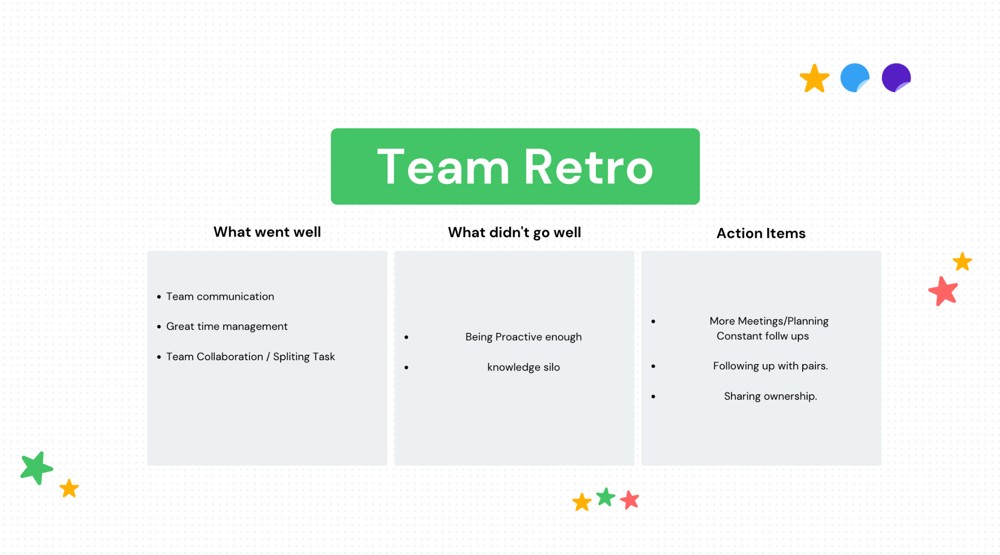 Team Retro
What went well
What didn't go well
Action Items
• Team communication
• Great time management
• Team Collaboration / Spliting Task
• Being Proactive enough
• knowledge silo
• More Meetings/Planning
Constant follw ups
• Following up with pairs.
• Sharing ownership.